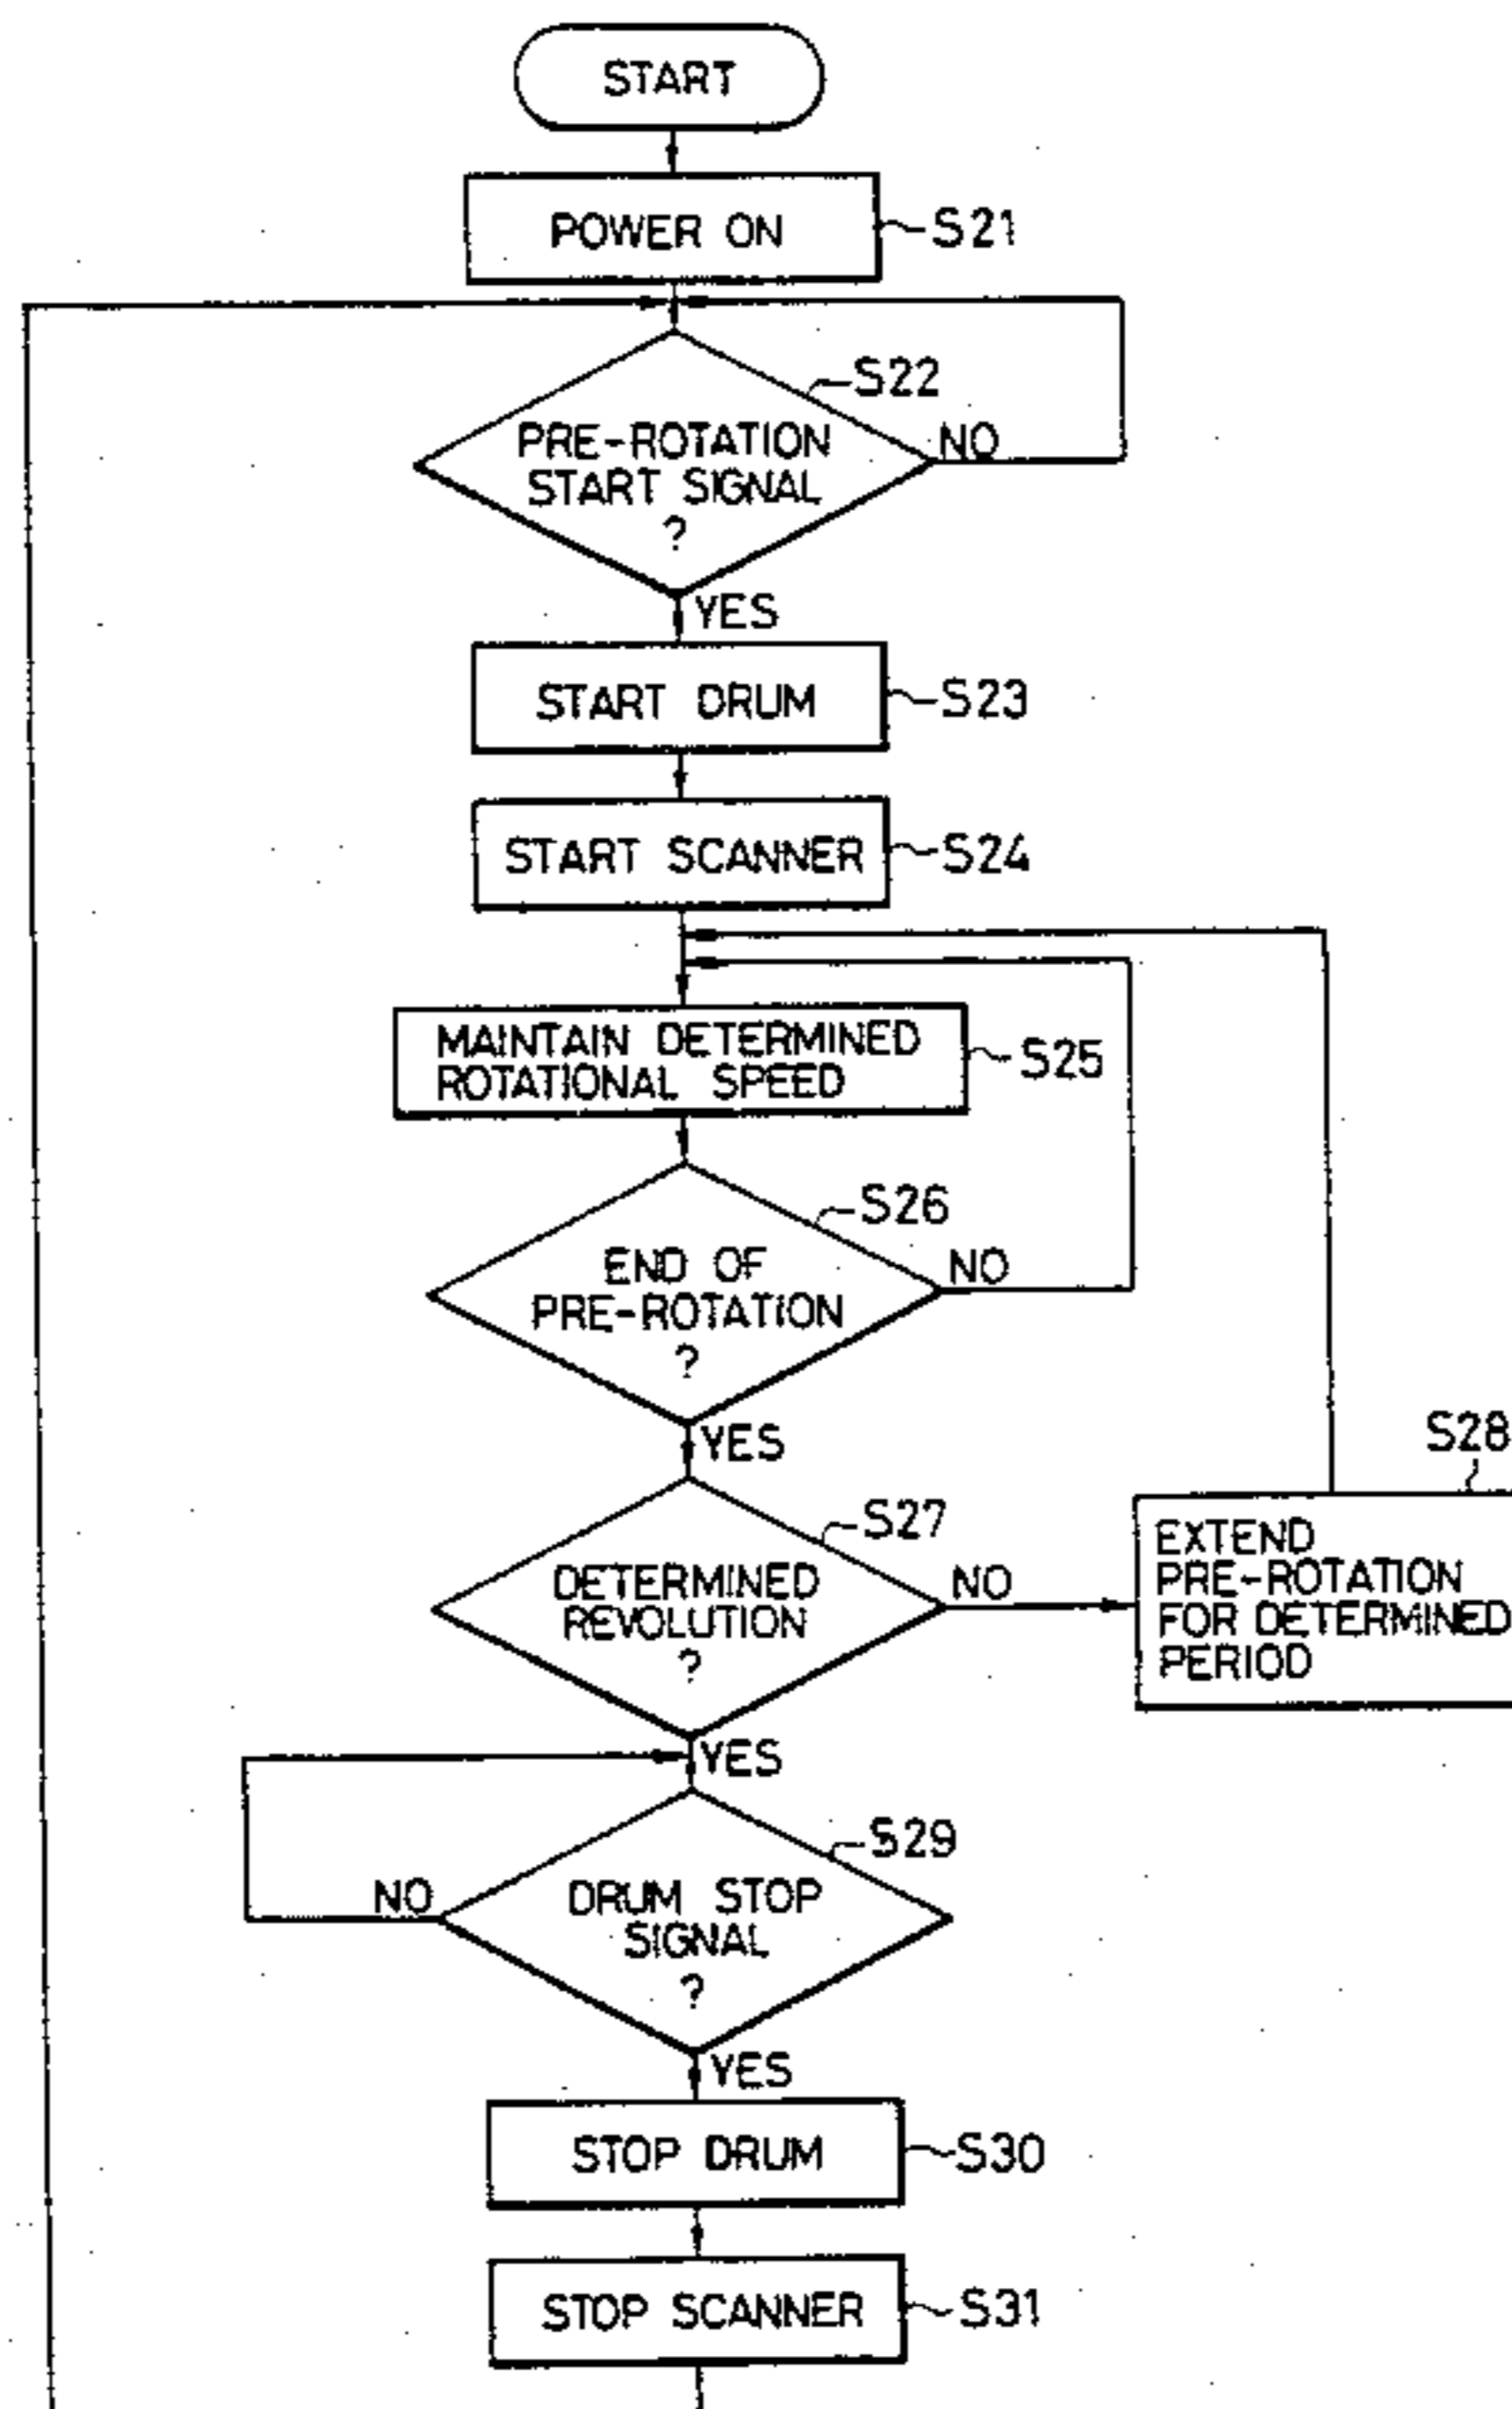 START
POWER ON
S21
S22
PRE-ROTATION
START SIGNAL
?
NO
YES
START DRUM
S23
START SCANNER
S24
MAINTAIN DETERMINED
ROTATIONAL SPEED
S25
S26
END OF
PRE-ROTATION
?
NO
YES
S27
DETERMINED
REVOLUTION
?
NO
S28
EXTEND
PRE-ROTATION
FOR DETERMINED
PERIOD
YES
S29
DRUM STOP
SIGNAL
?
NO
YES
STOP DRUM
S30
STOP SCANNER
S31